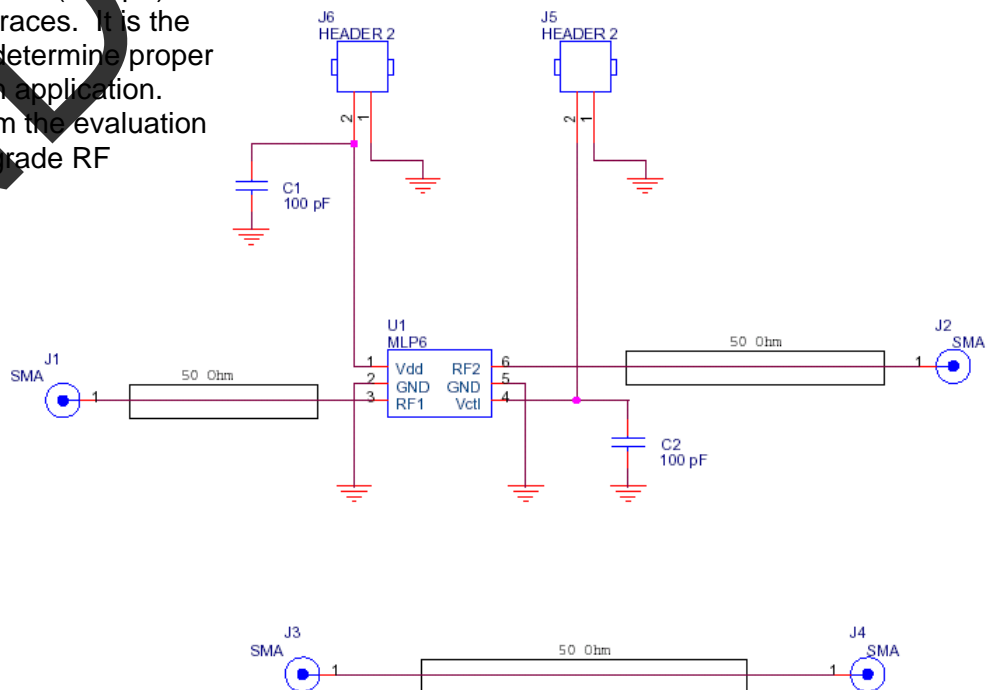 races. It is the
determine proper
application.
the evaluation
grade RF
J6
HEADER 2
J5
HEADER 2
2
1
2
1
C1
100 pF
U1
MLP6
J1
SMA
1
50 Ohm
1
2
3
Vdd
GND
RF1
RF2
GND
Vctl
6
5
4
50 Ohm
1
J2
SMA
C2
100 pF
J3
SMA
1
50 Ohm
1
J4
SMA